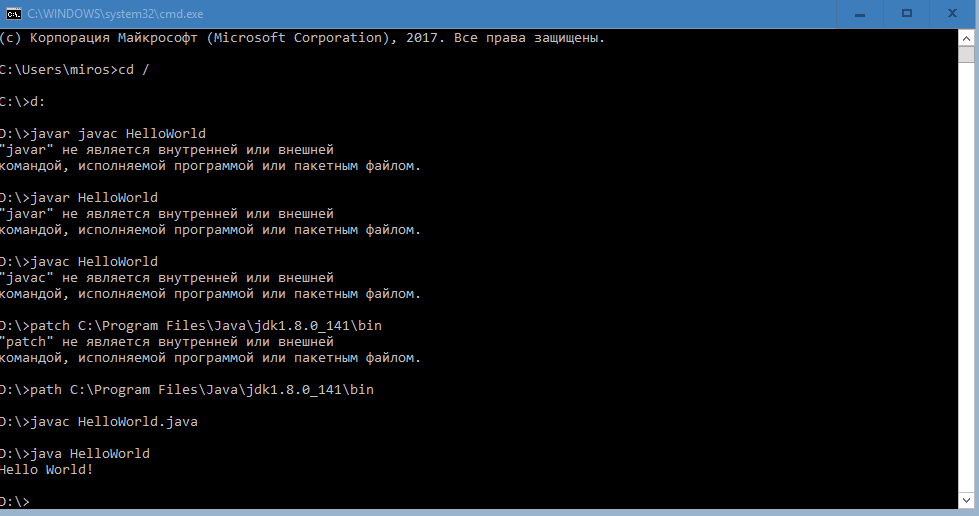 C:\WINDOWS\system32\cmd.exe
(c) Корпорация Майкрософт (Microsoft Corporation), 2017. Все права защищены.
C:\Users\miros>cd /
C:\>d:
D:\>javar javac HelloWorld
"javar" не является внутренней или внешней
командой, исполняемой программой или пакетным файлом.
D:\>javar HelloWorld
"javar" не является внутренней или внешней
командой, исполняемой программой или пакетным файлом.
D:\>javac HelloWorld
"javac" не является внутренней или внешней
командой, исполняемой программой или пакетным файлом.
D:\>patch C:\Program Files\Java\jdk1.8.0_141\bin
"patch" не является внутренней или внешней
командой, исполняемой программой или пакетным файлом.
D:\>path C:\Program Files\Java\jdk1.8.0_141\bin
D:\>javac HelloWorld.java
D:\>java HelloWorld
Hello World!
D:\>